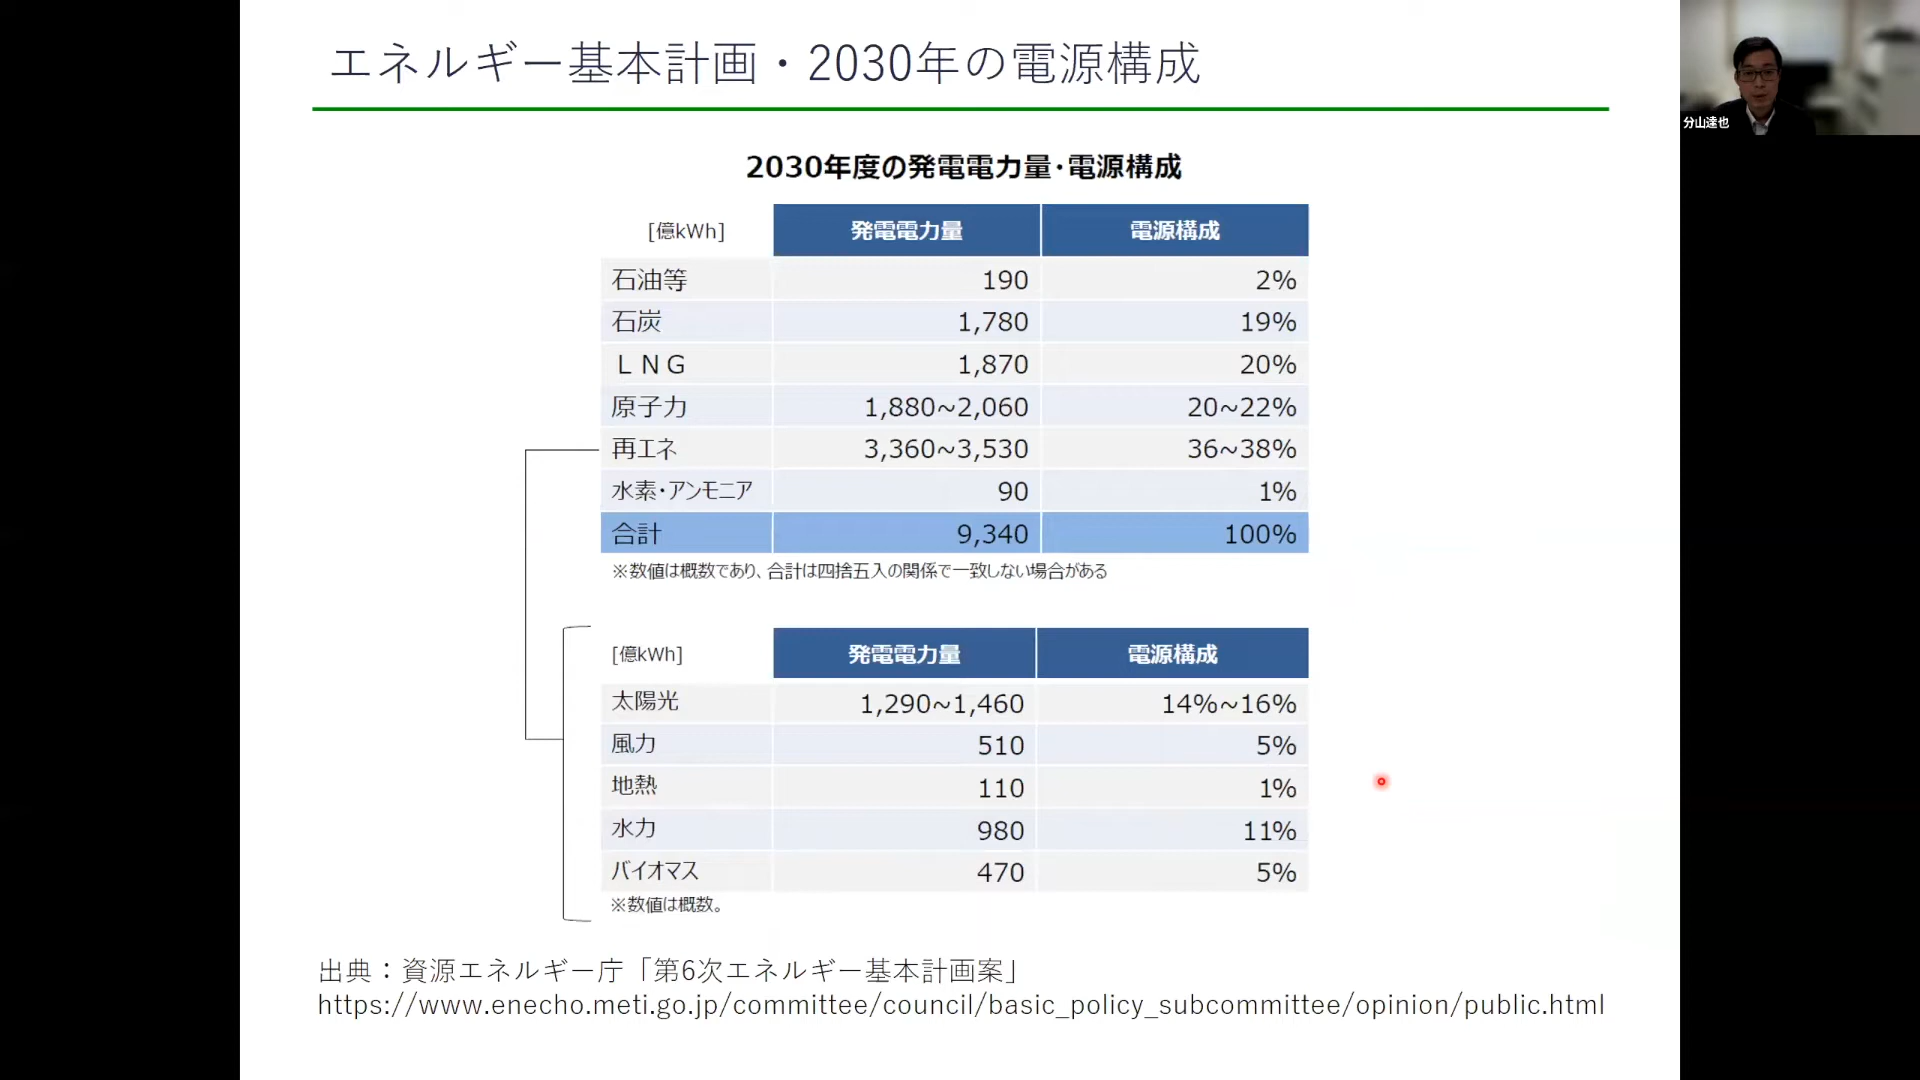 エネルギー基本計画・2030年の電源構成
分山達也
2030年度の発電電力量・電源構成
[億kWh] 発電電力量 電源構成
石油等 190 2%
石炭 1,780 19%
ＬＮＧ 1,870 20%
原子力 1,880~2,060 20~22%
再エネ 3,360~3,530 36~38%
水素・アンモニア 90 1%
合計 9,340 100%
※数値は概数であり、合計は四捨五入の関係で一致しない場合がある
[億kWh] 発電電力量 電源構成
太陽光 1,290~1,460 14%~16%
風力 510 5%
地熱 110 1%
水力 980 11%
バイオマス 470 5%
※数値は概数。
出典：資源エネルギー庁「第6次エネルギー基本計画案」
https://www.enecho.meti.go.jp/committee/council/basic_policy_subcommittee/opinion/public.html